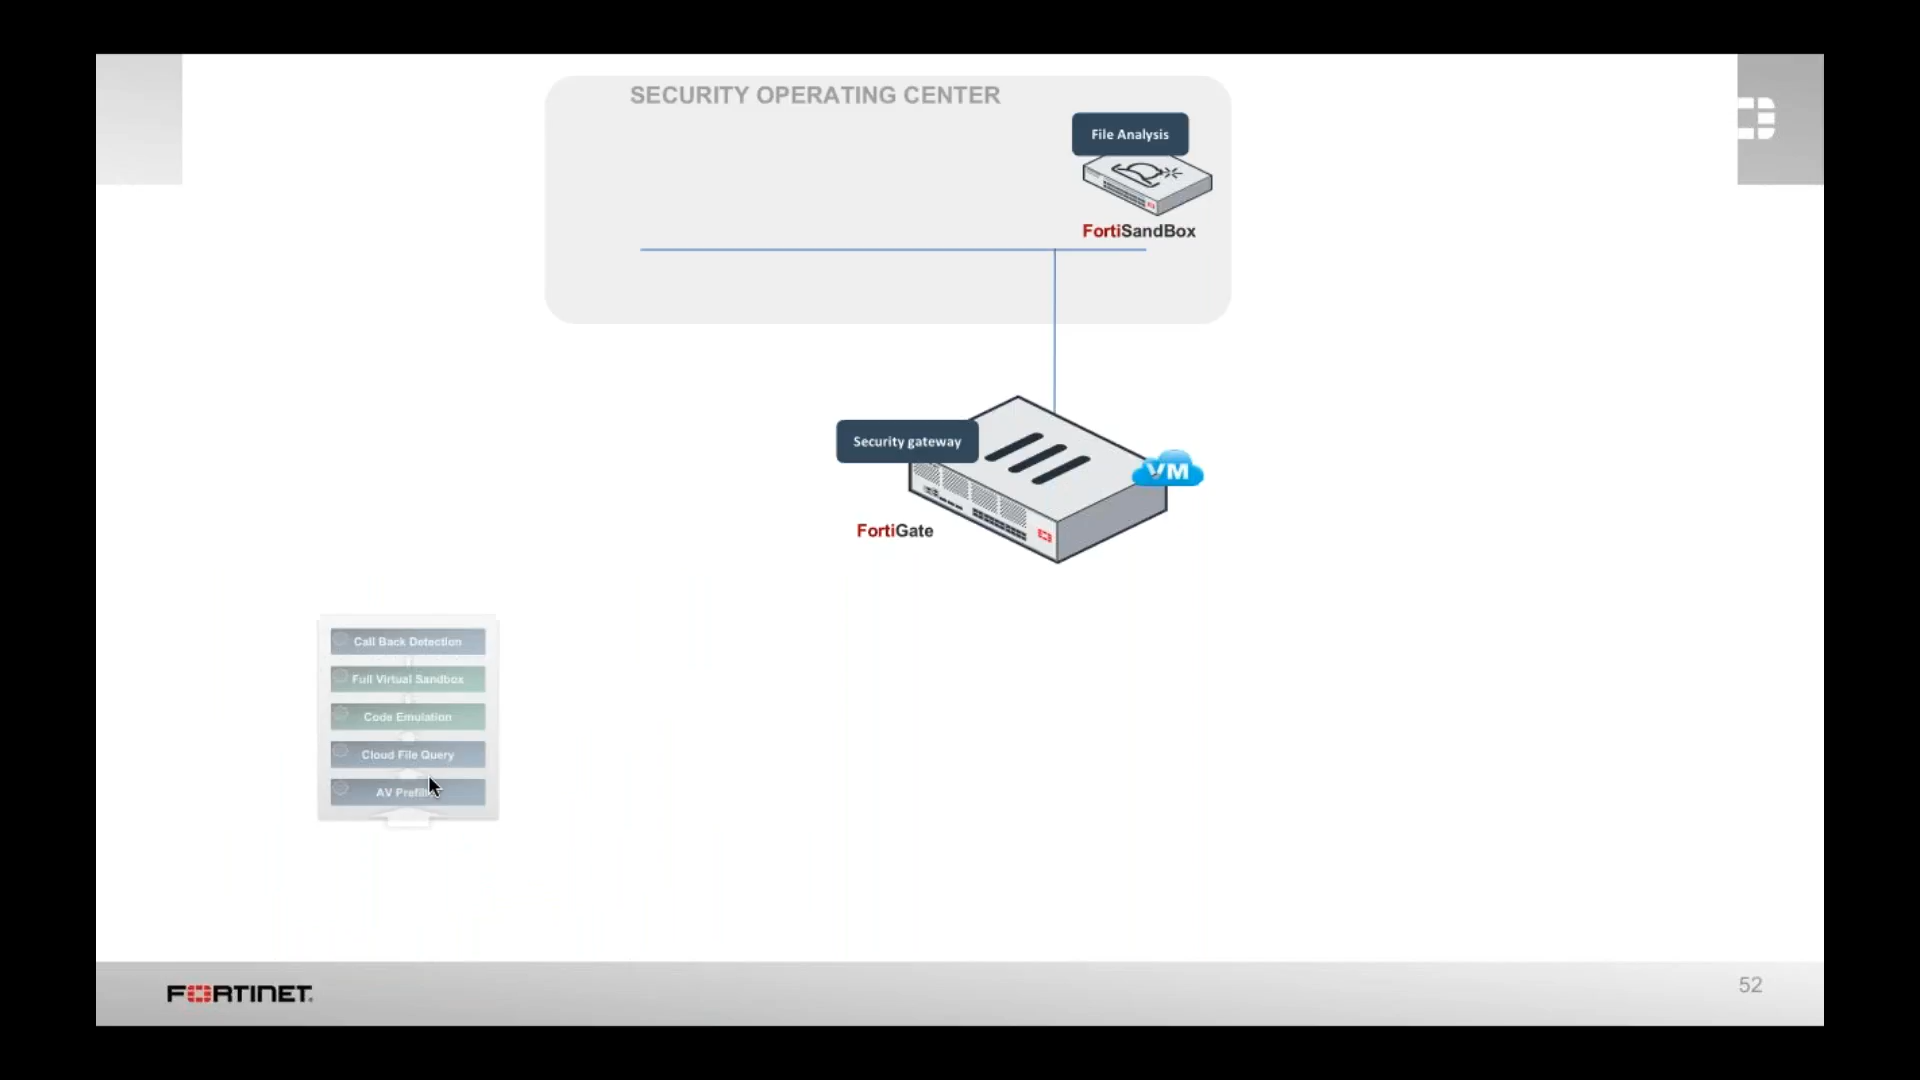 SECURITY OPERATING CENTER
File Analysis
FortiSandBox
Security gateway
VM
FortiGate
Call Back Detection
Full Virtual Sandbox
Code Emulation
Cloud File Query
AV
FORTINET
52